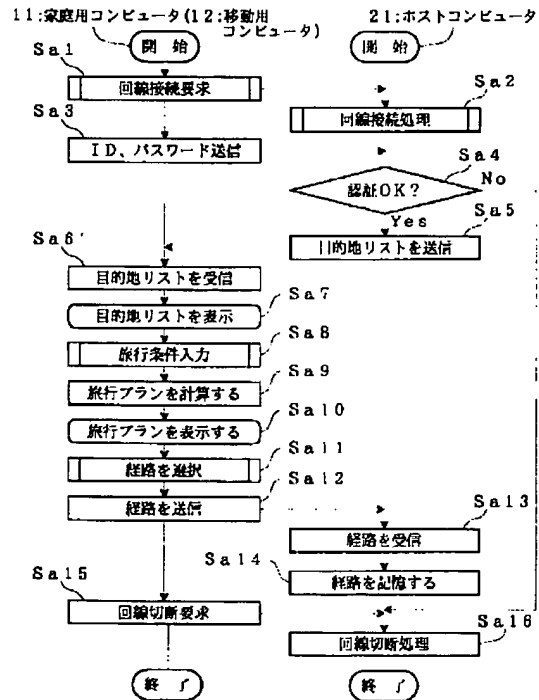 11:家庭用コンピュータ(12:移動用
コンピュータ)
21:ホストコンピュータ
開 始
開 始
Sa1
回線接続要求
Sa2
回線接続処理
Sa3
ID、パスワード送信
Sa4
認証OK?
No
Yes
Sa5
目的地リストを送信
Sa6
目的地リストを受信
Sa7
目的地リストを表示
Sa8
旅行条件入力
Sa9
旅行プランを計算する
Sa10
旅行プランを表示する
Sa11
経路を選択
Sa12
経路を送信
Sa13
経路を受信
Sa14
経路を記憶する
Sa15
回線切断要求
Sa16
回線切断処理
終 了
終 了